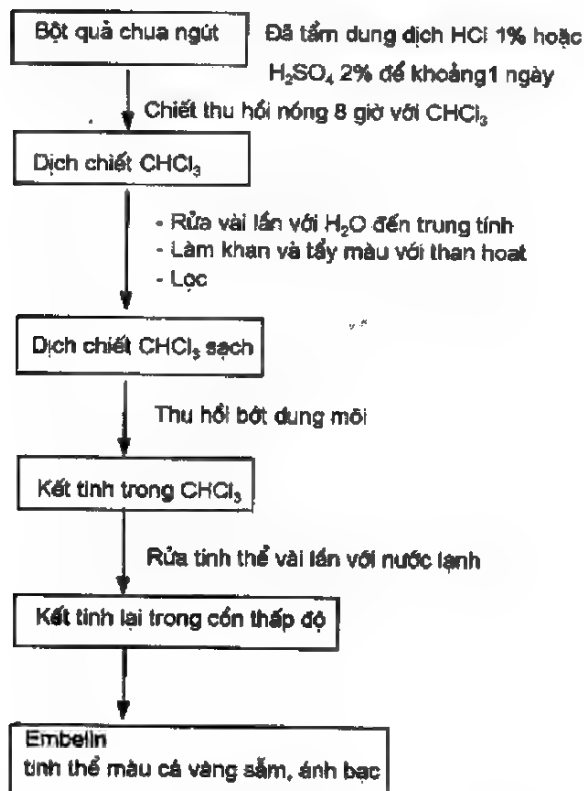 Bột quả chua ngút
Đã tẩm dung dịch HCl 1% hoặc
H₂SO₄ 2% để khoảng1 ngày
Chiết thu hồi nóng 8 giờ với CHCl₃
Dịch chiết CHCl₃
- Rửa vài lần với H₂O đến trung tính
- Làm khan và tẩy màu với than hoat
- Lọc
Dịch chiết CHCl₃ sạch
Thu hồi bớt dung môi
Kết tinh trong CHCl₃
Rửa tinh thể vài lần với nước lạnh
Kết tinh lại trong cồn thấp độ
Embelin
tinh thể màu cá vàng sẫm, ánh bạc